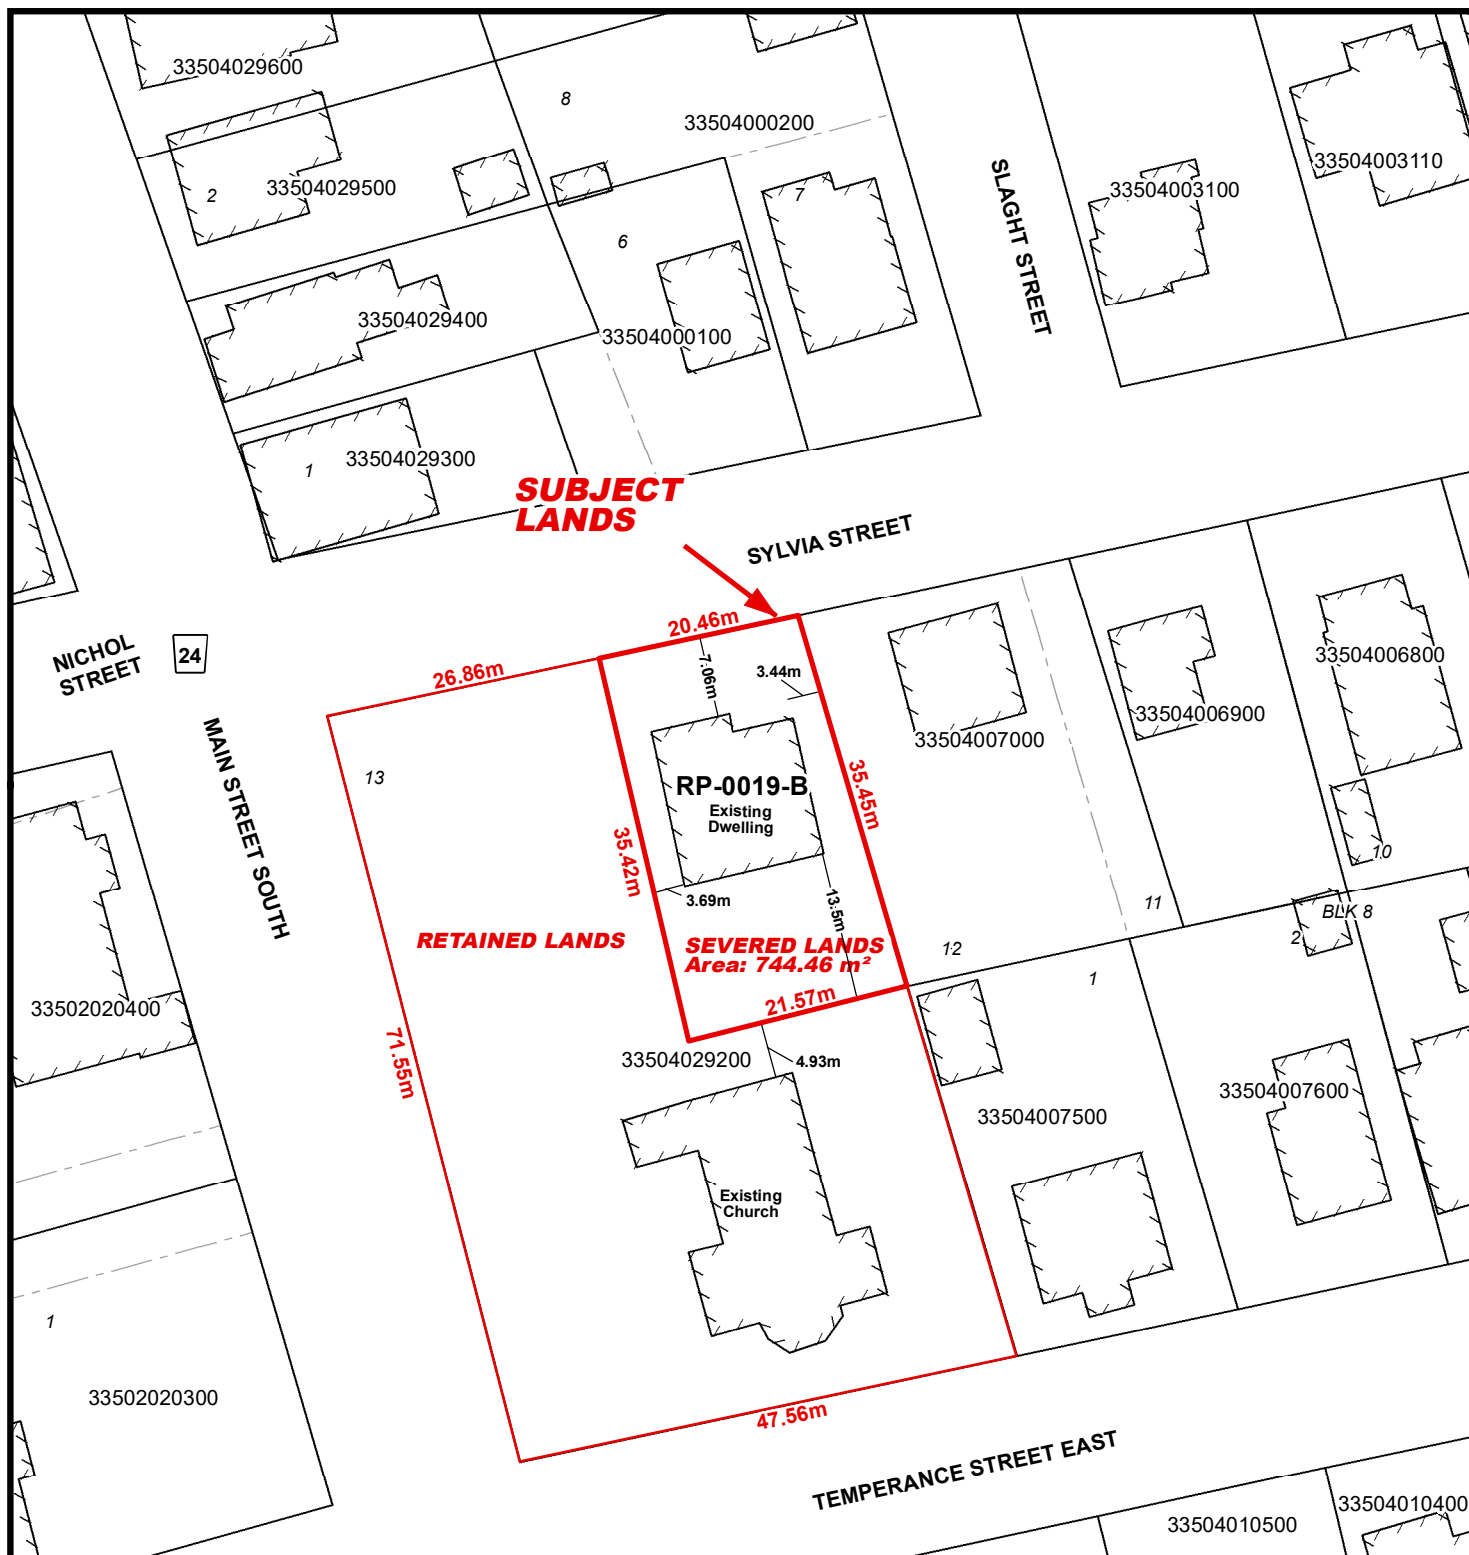 33504029600
8
33504000200
33504003110
2
33504029500
7
33504003100
SLAGHT STREET
6
33504029400
33504000100
1
33504029300
SUBJECT
LANDS
SYLVIA STREET
20.46m
NICHOL
STREET
24
26.86m
7.06m
3.44m
33504006800
33504006900
33504007000
MAIN STREET SOUTH
13
RP-0019-B
Existing
Dwelling
35.45m
35.42m
10
3.69m
13.5m
11
BLK 8
2
RETAINED LANDS
SEVERED LANDS
Area: 744.46 m²
12
1
21.57m
33502020400
71.55m
33504029200
4.93m
33504007600
33504007500
Existing
Church
1
33502020300
47.56m
TEMPERANCE STREET EAST
33504010400
33504010500